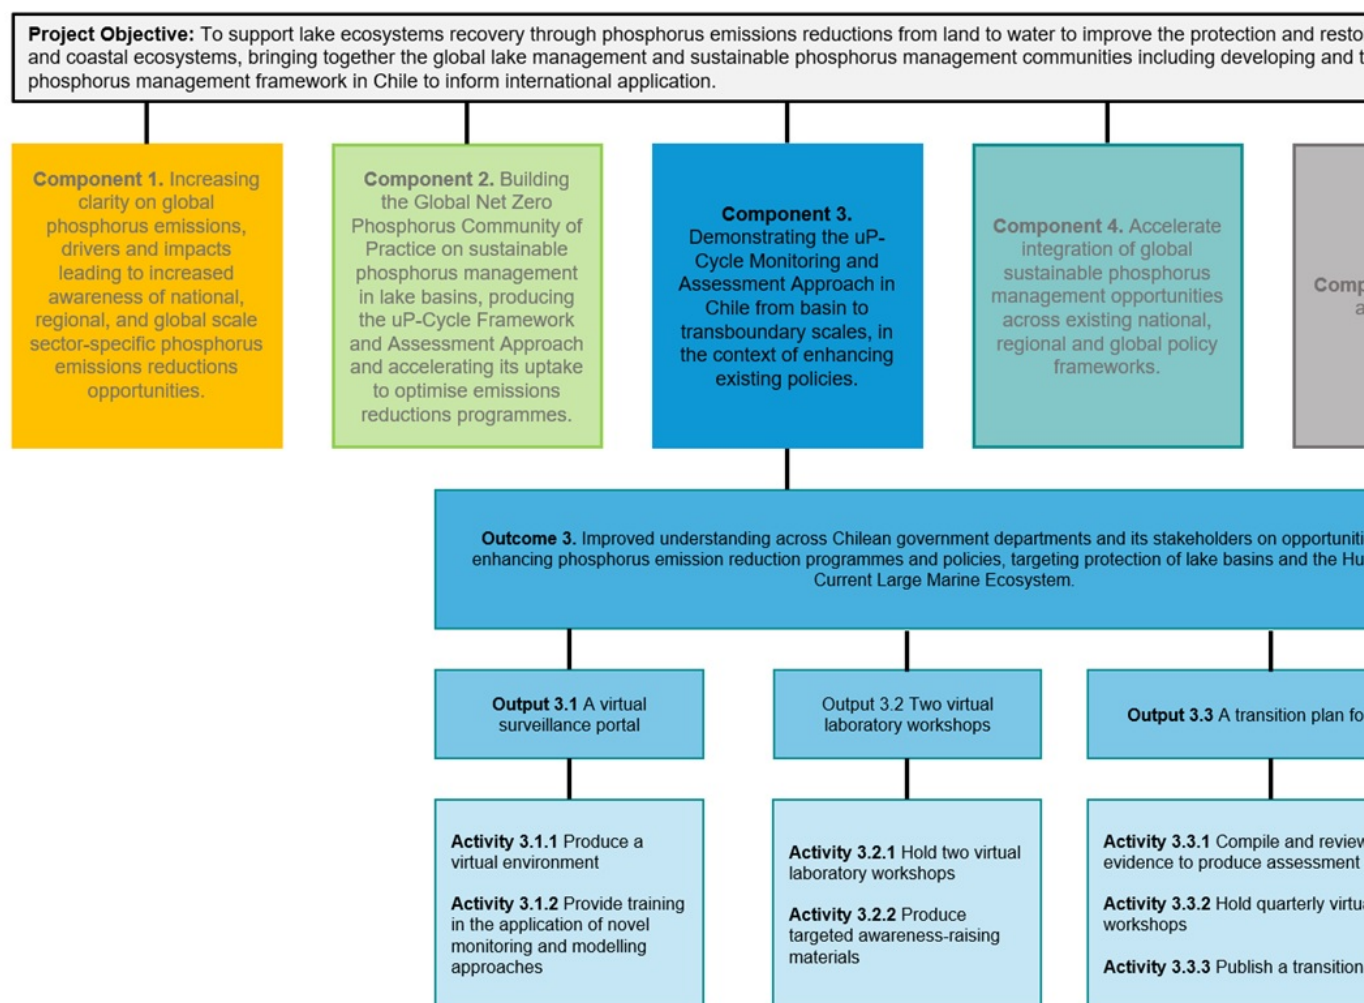 Project Objective: To support lake ecosystems recovery through phosphorus emissions reductions from land to water to improve the protection and resto
and coastal ecosystems, bringing together the global lake management and sustainable phosphorus management communities including developing and t
phosphorus management framework in Chile to inform international application.
Component 1. Increasing
clarity on global
phosphorus emissions,
drivers and impacts
leading to increased
awareness of national,
regional, and global scale
sector-specific phosphorus
emissions reductions
opportunities.
Component 2. Building
the Global Net Zero
Phosphorus Community of
Practice on sustainable
phosphorus management
in lake basins, producing
the uP-Cycle Framework
and Assessment Approach
and accelerating its uptake
to optimise emissions
reductions programmes.
Component 3.
Demonstrating the uP-
Cycle Monitoring and
Assessment Approach in
Chile from basin to
transboundary scales, in
the context of enhancing
existing policies.
Component 4. Accelerate
integration of global
sustainable phosphorus
management opportunities
across existing national,
regional and global policy
frameworks.
Comp
a
Outcome 3. Improved understanding across Chilean government departments and its stakeholders on opportuniti
enhancing phosphorus emission reduction programmes and policies, targeting protection of lake basins and the Hu
Current Large Marine Ecosystem.
Output 3.1 A virtual
surveillance portal
Output 3.2 Two virtual
laboratory workshops
Output 3.3 A transition plan fo
Activity 3.1.1 Produce a
virtual environment
Activity 3.1.2 Provide training
in the application of novel
monitoring and modelling
approaches
Activity 3.2.1 Hold two virtual
laboratory workshops
Activity 3.2.2 Produce
targeted awareness-raising
materials
Activity 3.3.1 Compile and review
evidence to produce assessment
Activity 3.3.2 Hold quarterly virtua
workshops
Activity 3.3.3 Publish a transition